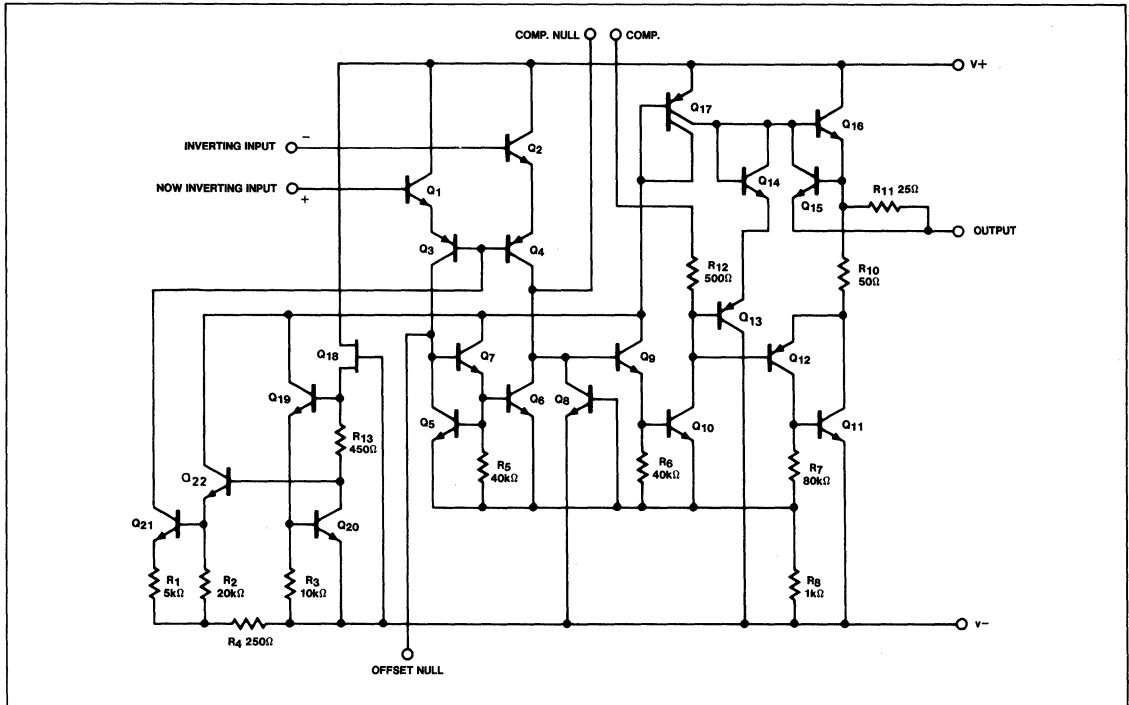 COMP. NULL
COMP.
V+
Q17
Q16
INVERTING INPUT
−
Q2
NOW INVERTING INPUT
+
Q1
Q14
Q15
R11 25Ω
OUTPUT
Q3
Q4
R12
500Ω
R10
50Ω
Q13
Q18
Q7
Q9
Q12
Q19
Q5
Q6
Q8
Q10
Q11
R13
450Ω
Q22
R5
40kΩ
R6
40kΩ
R7
80kΩ
Q21
Q20
R1
5kΩ
R2
20kΩ
R3
10kΩ
R8
1kΩ
R4 250Ω
V−
OFFSET NULL